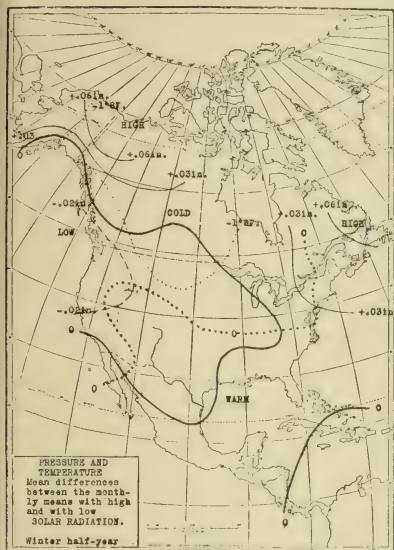 +.06in.
-1°F.
HIGH
+.03
0
+.06in.
+.03in.
-.02in.
COLD
LOW
-1°F.
+.03in.
+.06in.
0
HIGH
-.02in.
+.03in.
0
0
0
WARM
0
0
PRESSURE AND
TEMPERATURE
Mean differences
between the month-
ly means with high
and with low
SOLAR RADIATION.
Winter half-year